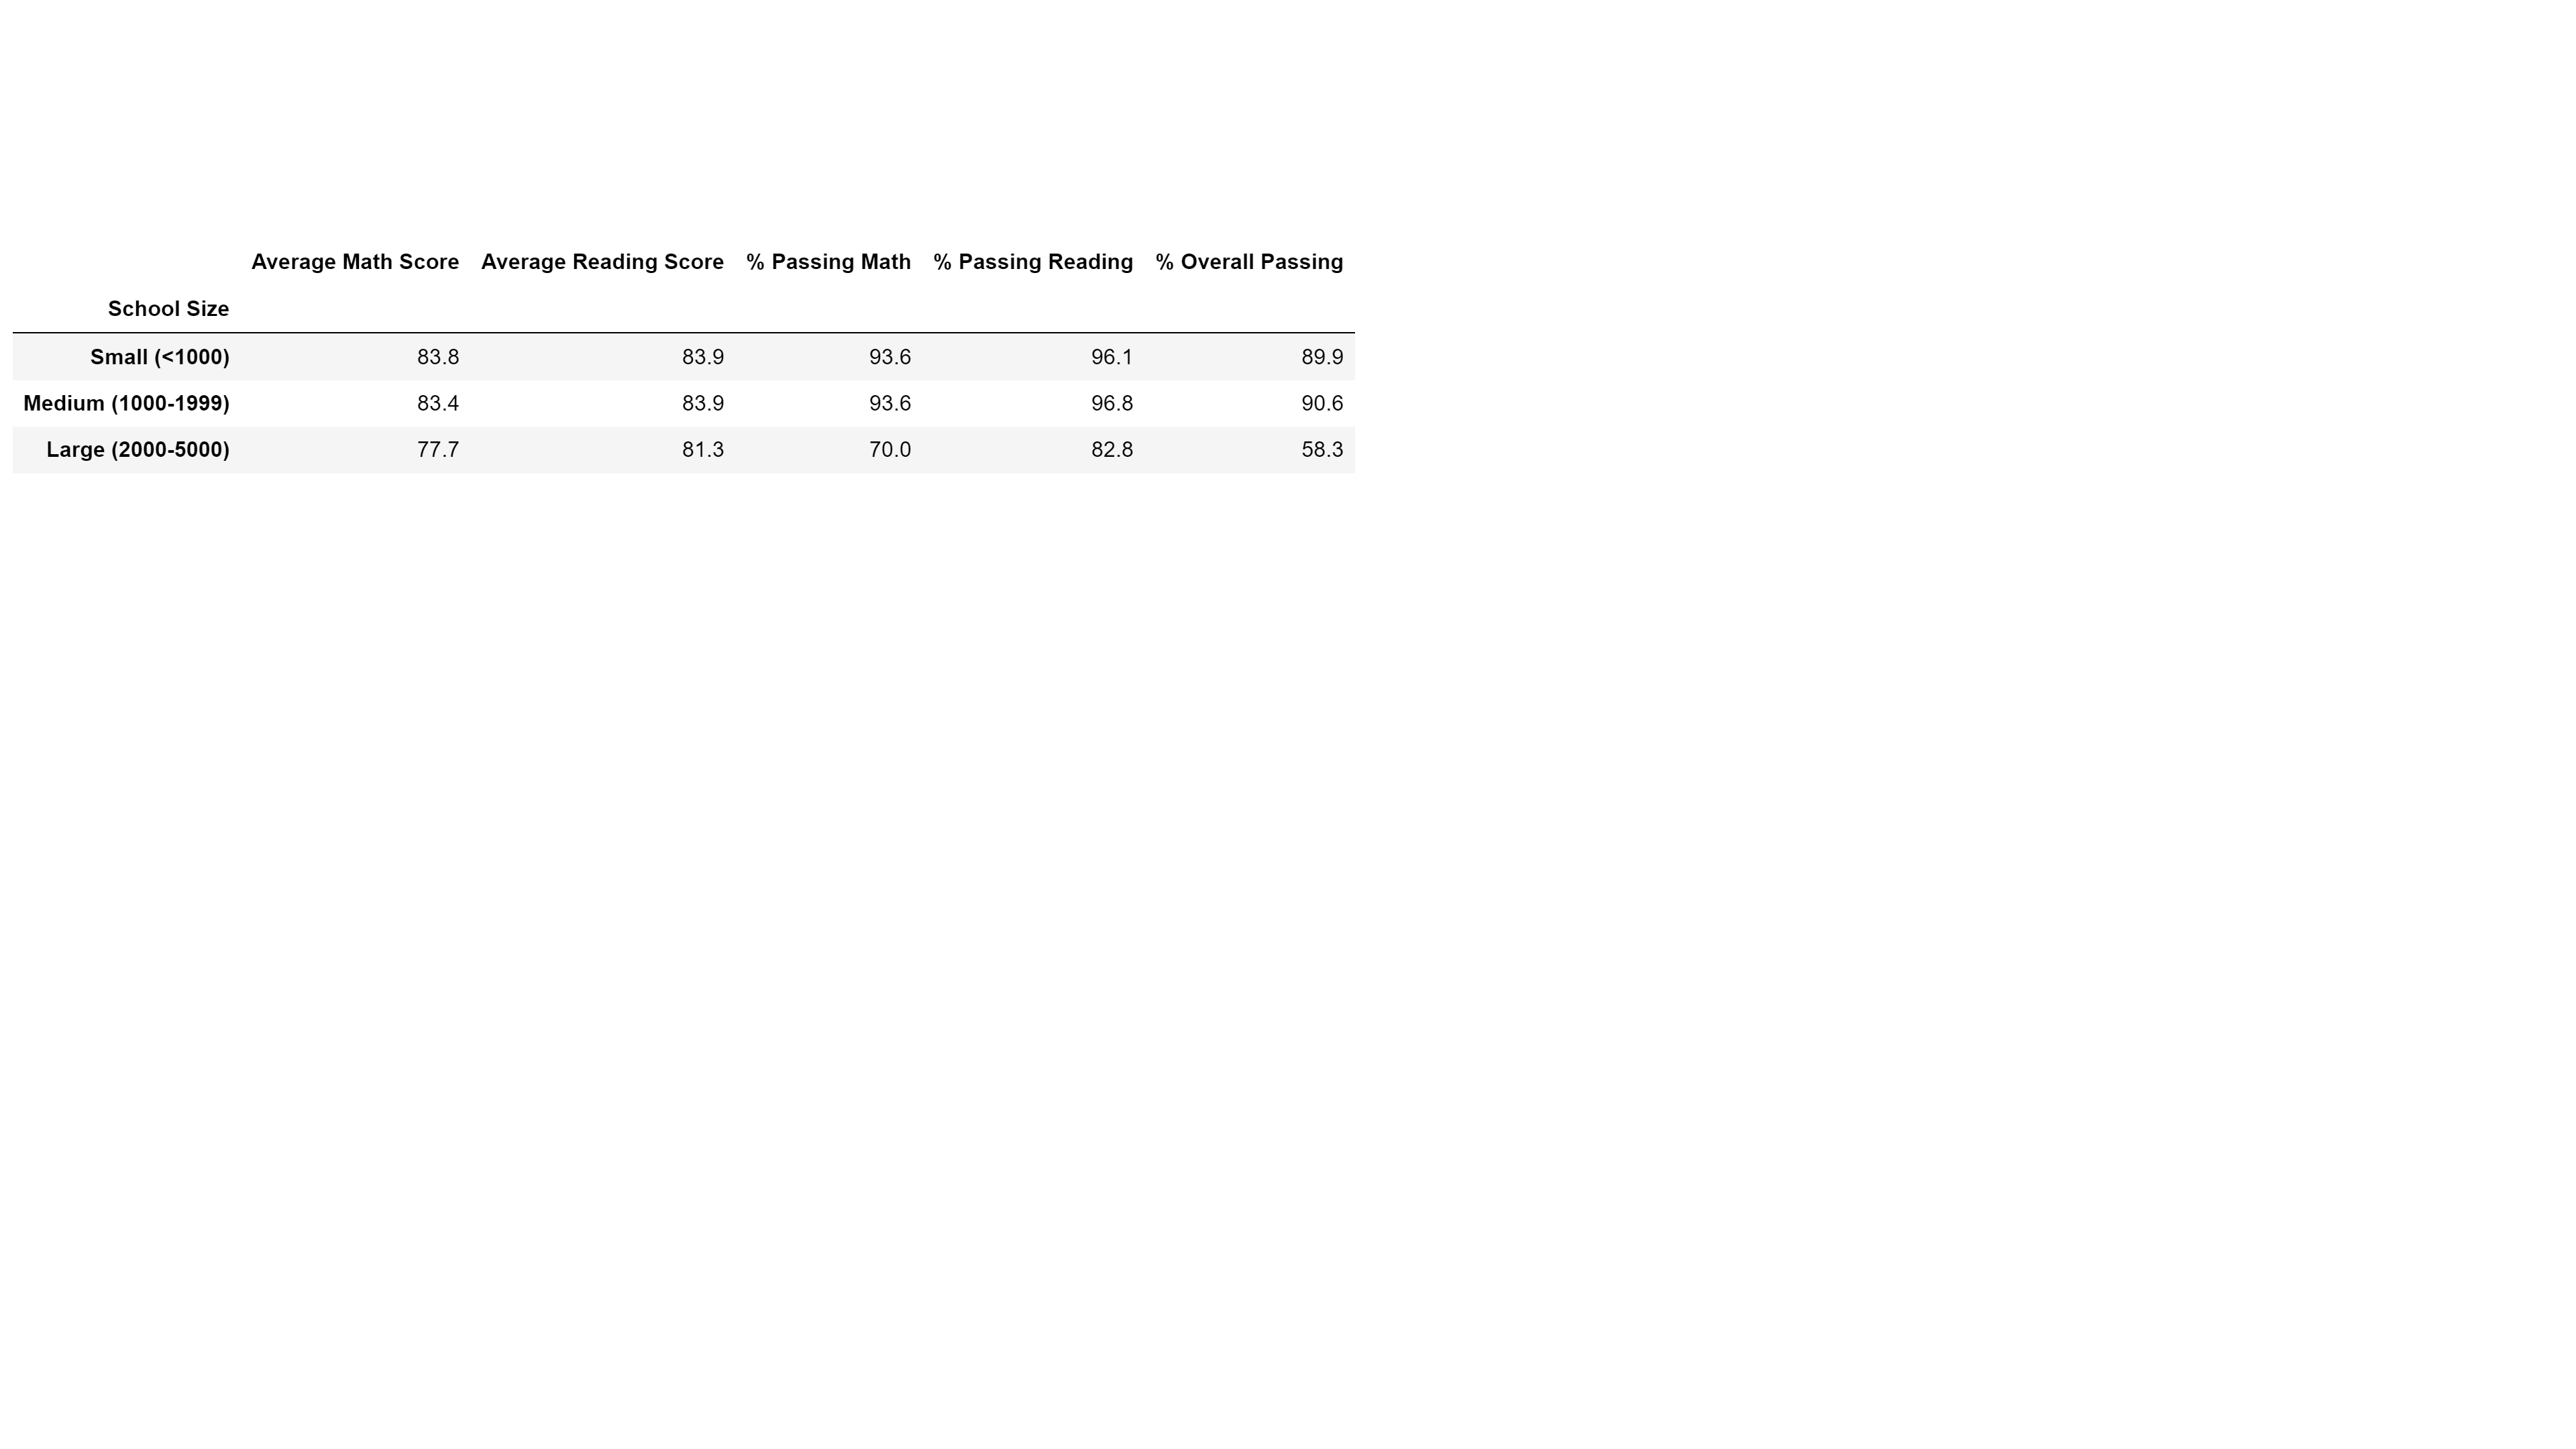 Average Math Score Average Reading Score % Passing Math % Passing Reading % Overall Passing
School Size
Small (<1000) 83.8 83.9 93.6 96.1 89.9
Medium (1000-1999) 83.4 83.9 93.6 96.8 90.6
Large (2000-5000) 77.7 81.3 70.0 82.8 58.3